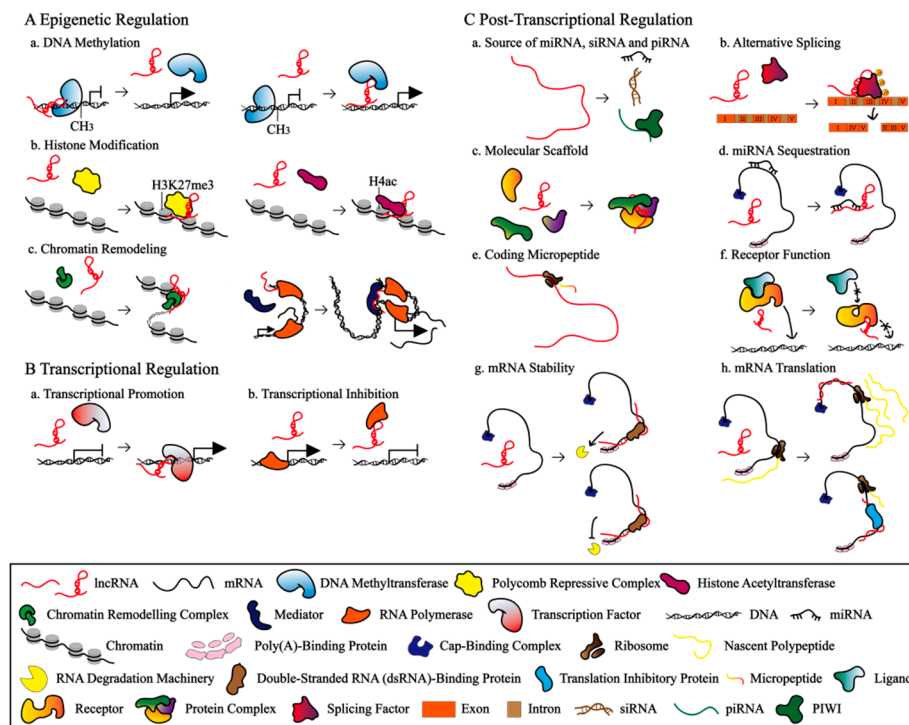 A Epigenetic Regulation
a. DNA Methylation
CH3
CH3
b. Histone Modification
H3K27me3
H4ac
c. Chromatin Remodeling
B Transcriptional Regulation
a. Transcriptional Promotion
b. Transcriptional Inhibition
C Post-Transcriptional Regulation
a. Source of miRNA, siRNA and piRNA
b. Alternative Splicing
I II III IV V
I II III IV V
I IV V
II III V
c. Molecular Scaffold
d. miRNA Sequestration
e. Coding Micropeptide
f. Receptor Function
g. mRNA Stability
h. mRNA Translation
lncRNA
mRNA
DNA Methyltransferase
Polycomb Repressive Complex
Histone Acetyltransferase
Chromatin Remodelling Complex
Mediator
RNA Polymerase
Transcription Factor
DNA
miRNA
Chromatin
Poly(A)-Binding Protein
Cap-Binding Complex
Ribosome
Nascent Polypeptide
RNA Degradation Machinery
Double-Stranded RNA (dsRNA)-Binding Protein
Translation Inhibitory Protein
Micropeptide
Ligand
Receptor
Protein Complex
Splicing Factor
Exon
Intron
siRNA
piRNA
PIWI